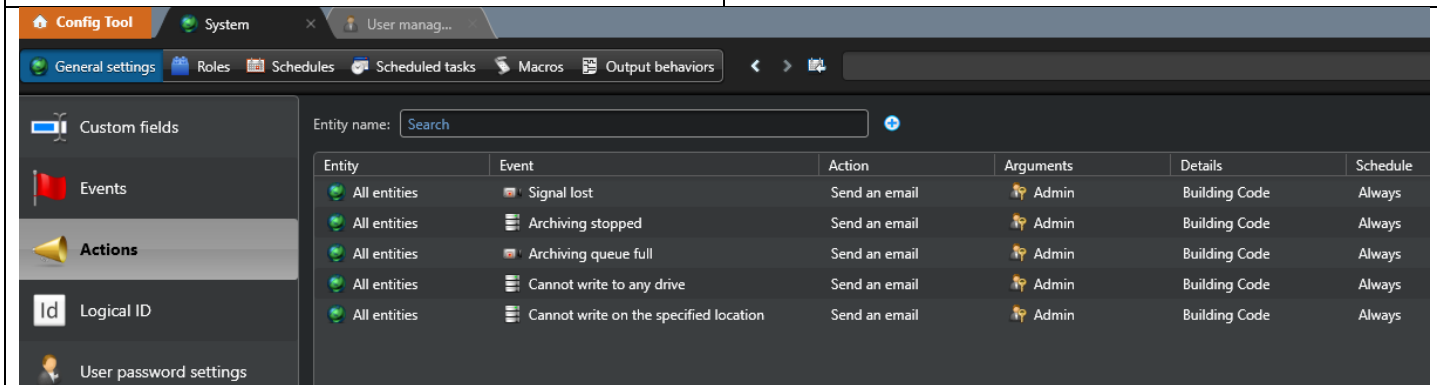 Config Tool System User manag...
General settings Roles Schedules Scheduled tasks Macros Output behaviors
Custom fields
Events
Actions
Id Logical ID
User password settings
Entity name: Search
Entity Event Action Arguments Details Schedule
All entities Signal lost Send an email Admin Building Code Always
All entities Archiving stopped Send an email Admin Building Code Always
All entities Archiving queue full Send an email Admin Building Code Always
All entities Cannot write to any drive Send an email Admin Building Code Always
All entities Cannot write on the specified location Send an email Admin Building Code Always